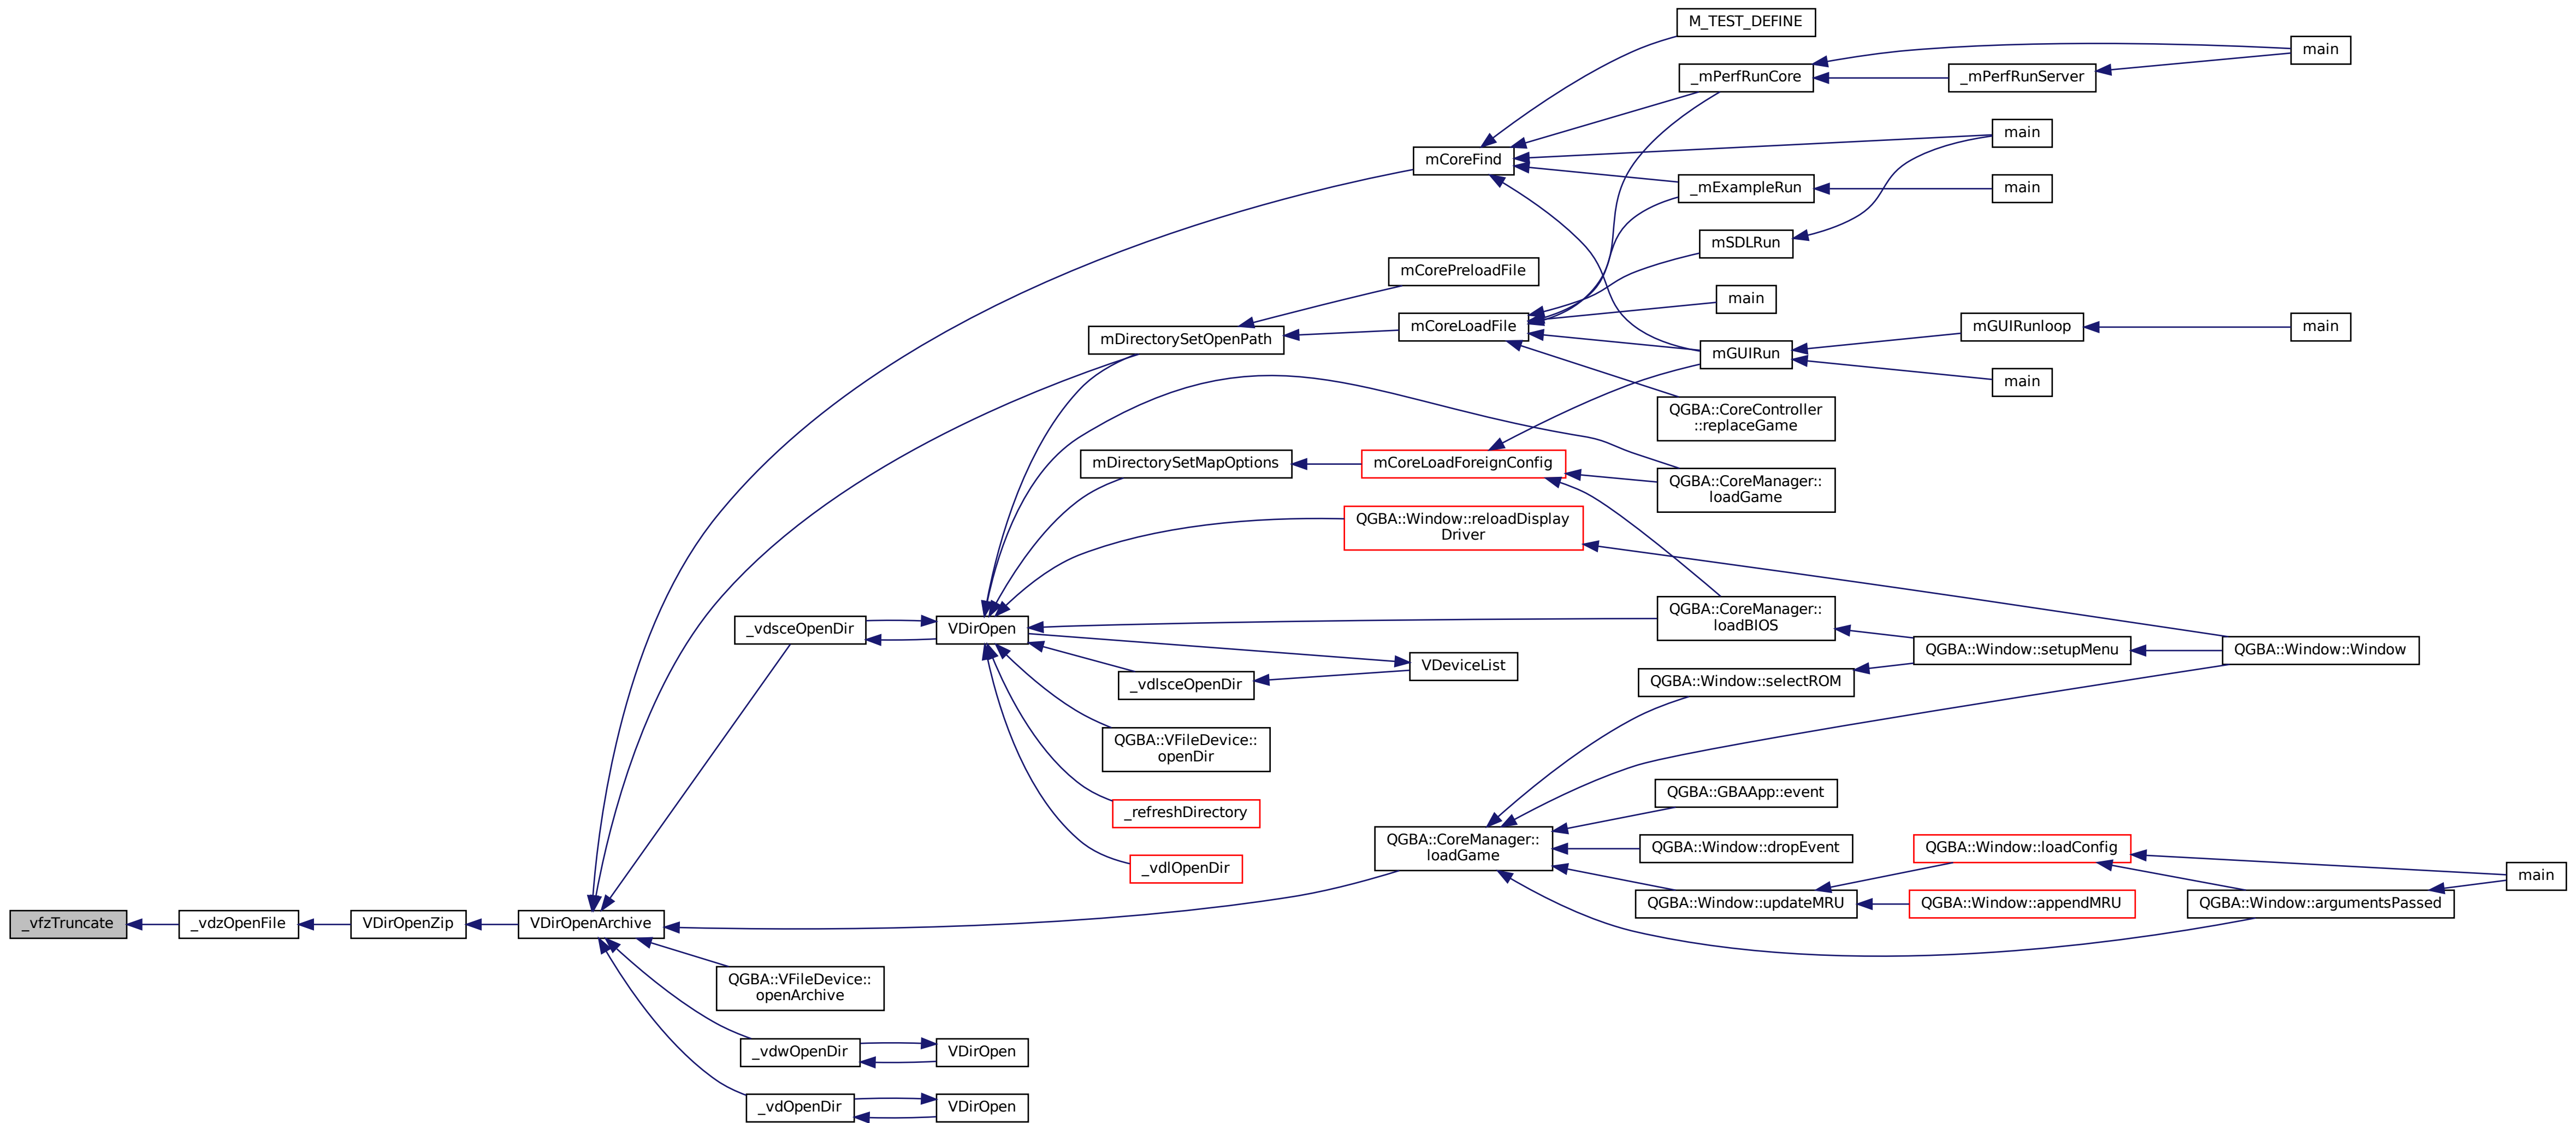 M_TEST_DEFINE
main
_mPerfRunCore
_mPerfRunServer
main
mCoreFind
_mExampleRun
main
mSDLRun
mCorePreloadFile
main
mDirectorySetOpenPath
mCoreLoadFile
mGUIRunloop
main
mGUIRun
main
QGBA::CoreController
::replaceGame
mDirectorySetMapOptions
mCoreLoadForeignConfig
QGBA::CoreManager::
loadGame
QGBA::Window::reloadDisplay
Driver
_vdsceOpenDir
VDirOpen
QGBA::CoreManager::
loadBIOS
QGBA::Window::setupMenu
QGBA::Window::Window
VDeviceList
_vdlsceOpenDir
QGBA::Window::selectROM
QGBA::VFileDevice::
openDir
QGBA::GBAApp::event
_refreshDirectory
QGBA::CoreManager::
loadGame
QGBA::Window::dropEvent
QGBA::Window::loadConfig
_vdlOpenDir
main
QGBA::Window::updateMRU
QGBA::Window::appendMRU
QGBA::Window::argumentsPassed
_vfzTruncate
_vdzOpenFile
VDirOpenZip
VDirOpenArchive
QGBA::VFileDevice::
openArchive
_vdwOpenDir
VDirOpen
_vdOpenDir
VDirOpen